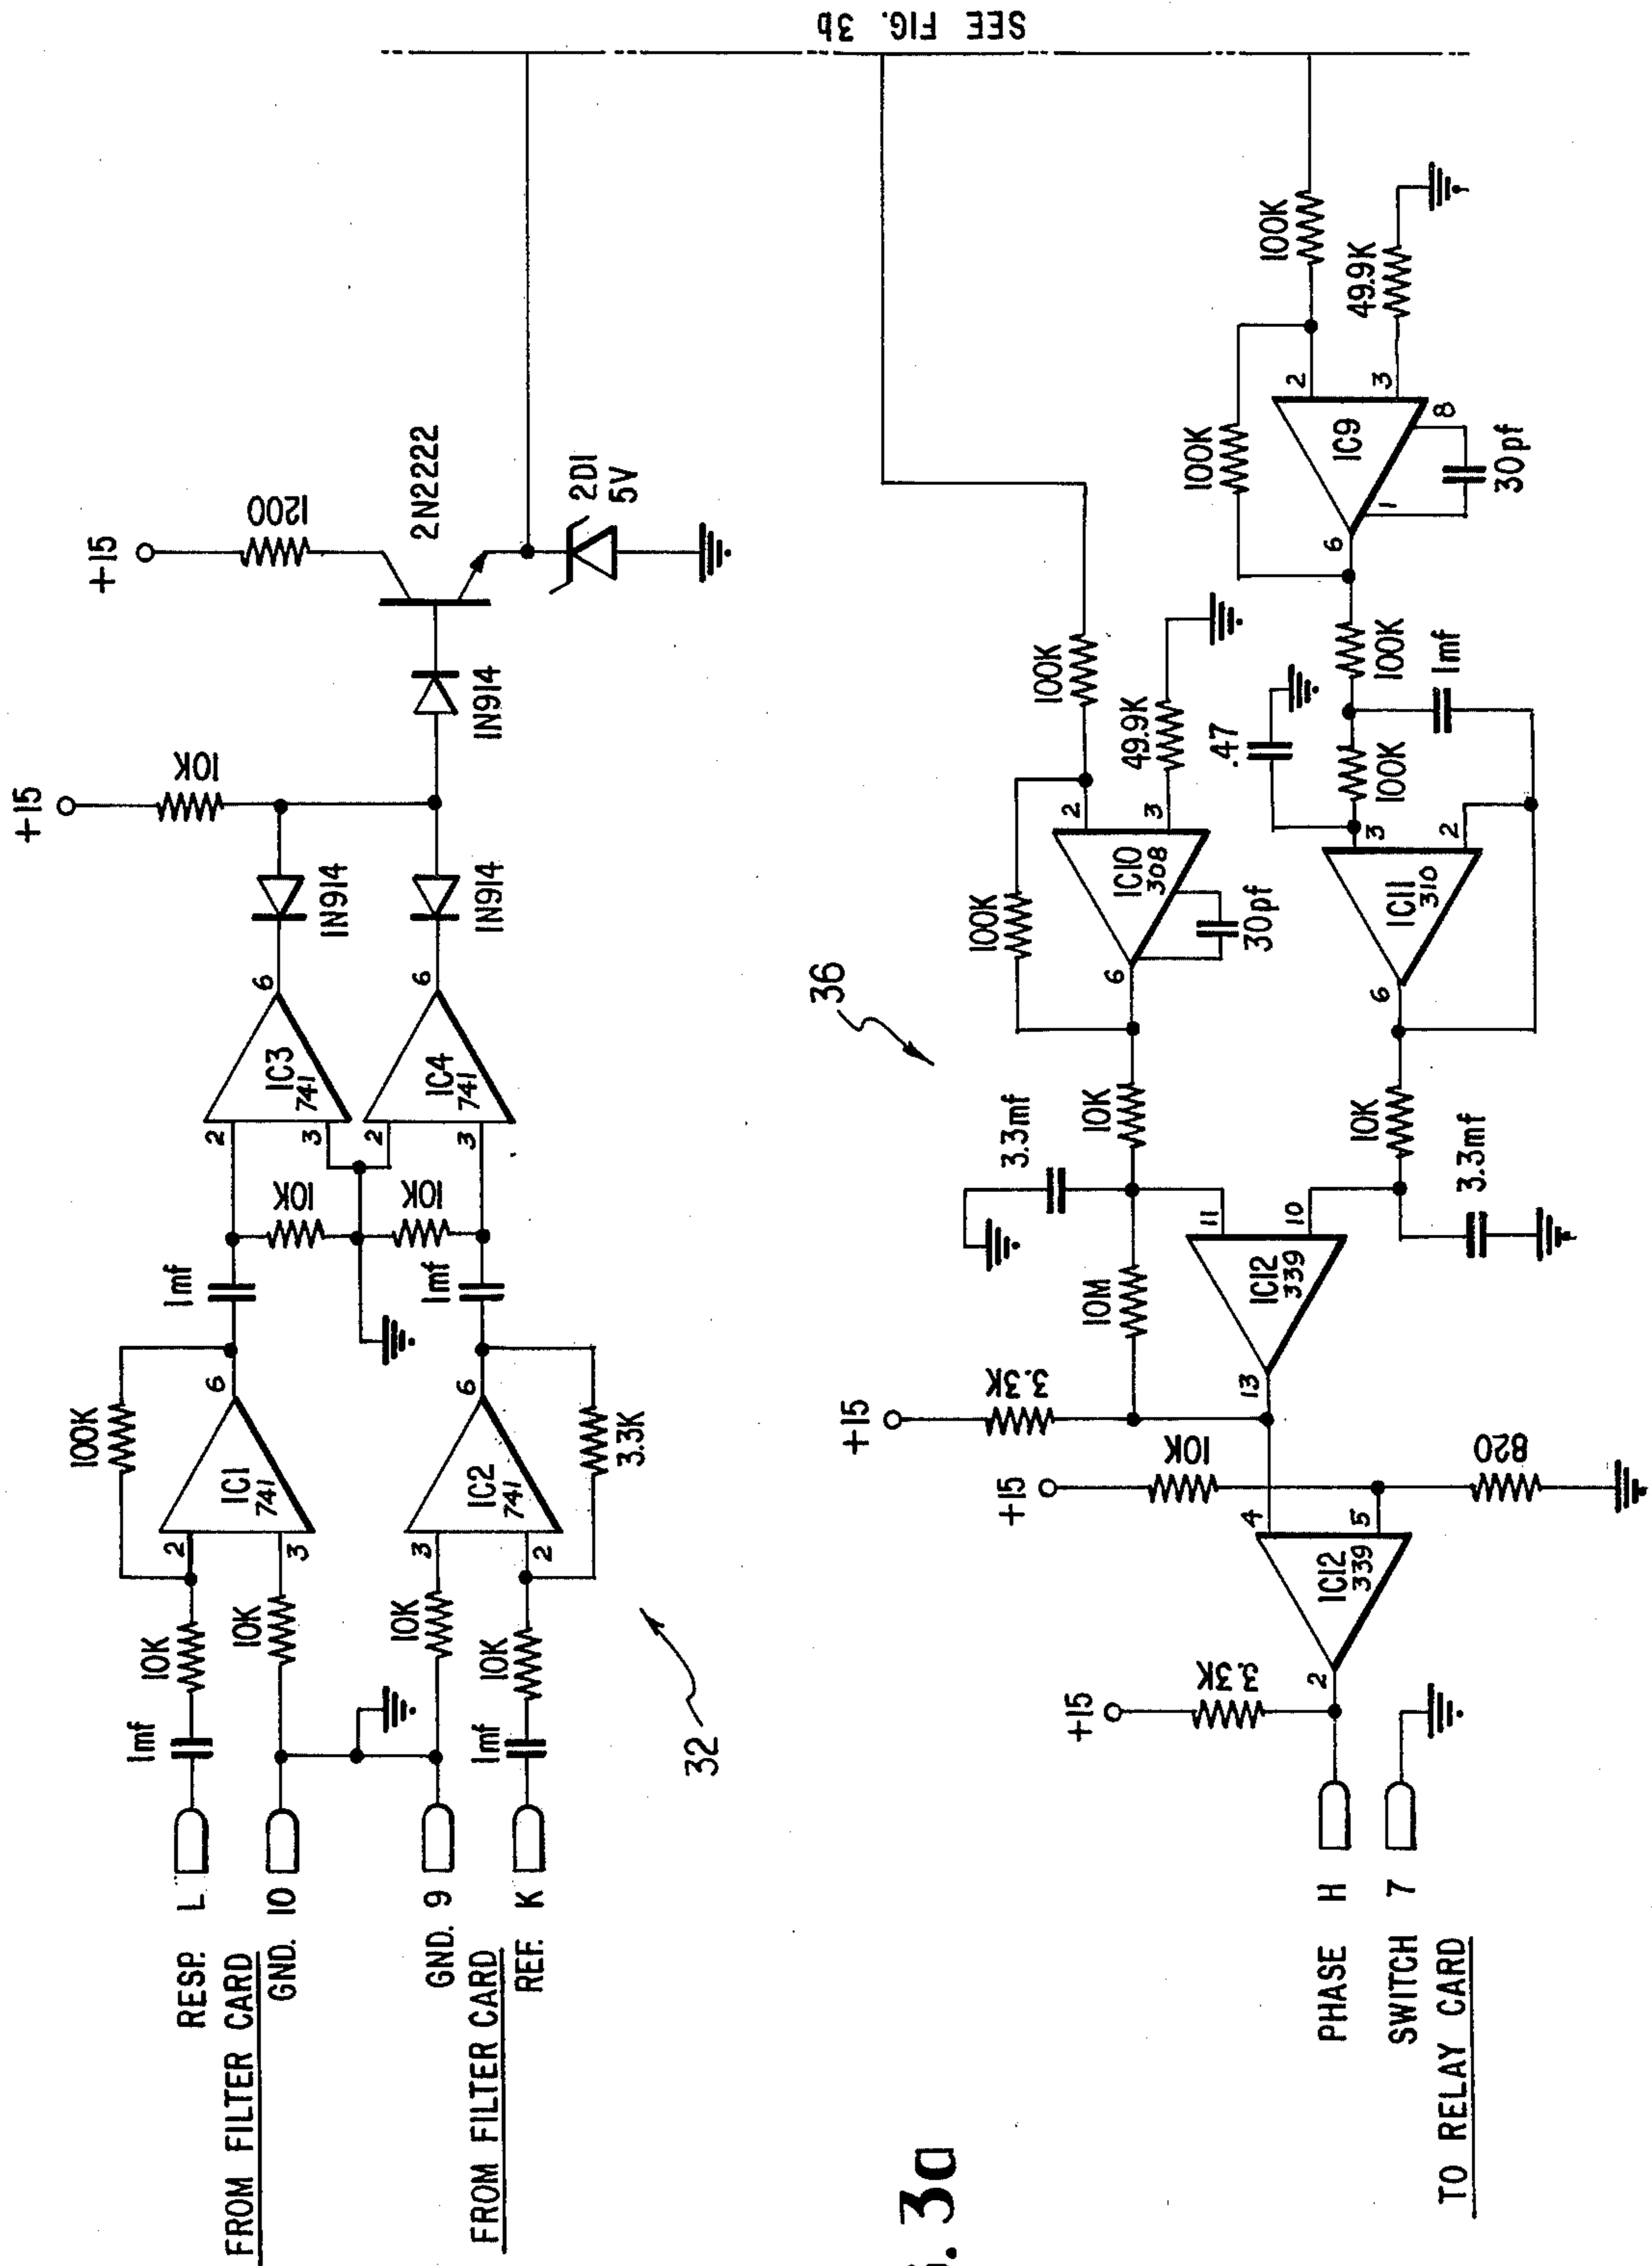 +15
10K
+15
1200
2N2222
1N914
1N914
1N914
2D1
5V
SEE FIG. 3b
100K
IC1
741
2
3
6
1mf
10K
10K
1mf
10K
10K
IC3
741
2
3
6
RESP. L
1mf
10K
FROM FILTER CARD
GND. 10
10K
GND. 9
10K
FROM FILTER CARD
REF. K
1mf
10K
IC2
741
3
2
6
3.3K
1mf
IC4
741
2
3
6
32
36
+15
3.3K
10M
3.3mf
10K
100K
IC10
308
2
3
6
30pf
100K
49.9K
+15
10K
820
IC12
339
11
10
13
10K
3.3mf
IC11
310
3
2
6
.47
100K
100K
1mf
100K
IC9
2
3
6
1
8
30pf
100K
49.9K
+15
3.3K
IC12
339
4
5
2
PHASE H
SWITCH 7
TO RELAY CARD
. 3a